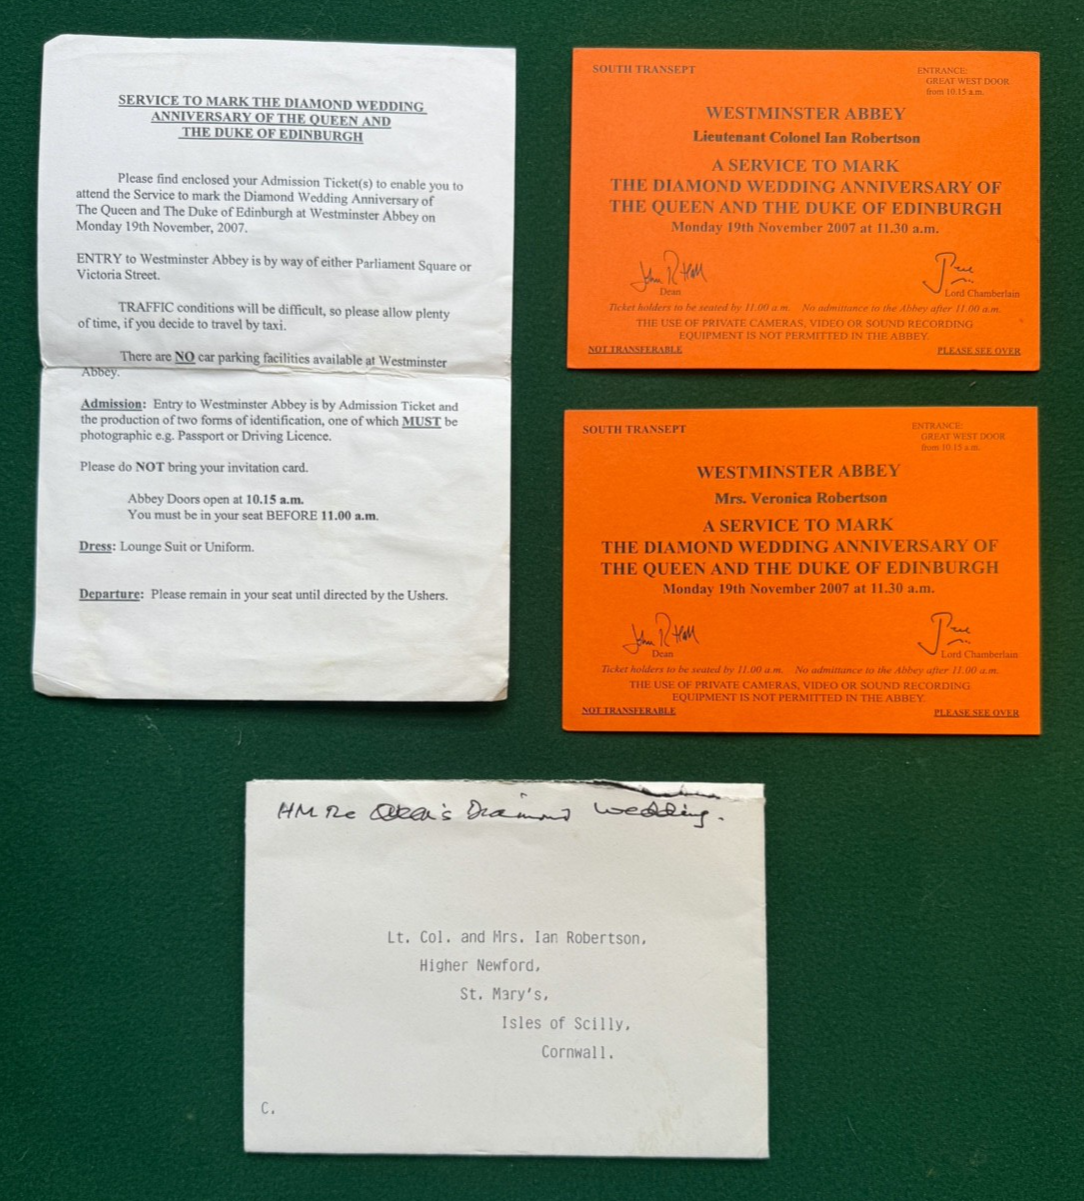 SERVICE TO MARK THE DIAMOND WEDDING
ANNIVERSARY OF THE QUEEN AND
THE DUKE OF EDINBURGH
Please find enclosed your Admission Ticket(s) to enable you to
attend the Service to mark the Diamond Wedding Anniversary of
The Queen and The Duke of Edinburgh at Westminster Abbey on
Monday 19th November, 2007.
ENTRY to Westminster Abbey is by way of either Parliament Square or
Victoria Street.
TRAFFIC conditions will be difficult, so please allow plenty
of time, if you decide to travel by taxi.
There are NO car parking facilities available at Westminster
Abbey.
Admission: Entry to Westminster Abbey is by Admission Ticket and
the production of two forms of identification, one of which MUST be
photographic e.g. Passport or Driving Licence.
Please do NOT bring your invitation card.
Abbey Doors open at 10.15 a.m.
You must be in your seat BEFORE 11.00 a.m.
Dress: Lounge Suit or Uniform.
Departure: Please remain in your seat until directed by the Ushers.
SOUTH TRANSEPT
ENTRANCE:
GREAT WEST DOOR
from 10.15 a.m.
WESTMINSTER ABBEY
Lieutenant Colonel Ian Robertson
A SERVICE TO MARK
THE DIAMOND WEDDING ANNIVERSARY OF
THE QUEEN AND THE DUKE OF EDINBURGH
Monday 19th November 2007 at 11.30 a.m.
John R Hall
Dean
Lord Chamberlain
Ticket holders to be seated by 11.00 a.m. No admittance to the Abbey after 11.00 a.m.
THE USE OF PRIVATE CAMERAS, VIDEO OR SOUND RECORDING
EQUIPMENT IS NOT PERMITTED IN THE ABBEY.
NOT TRANSFERABLE
PLEASE SEE OVER
SOUTH TRANSEPT
ENTRANCE:
GREAT WEST DOOR
from 10.15 a.m.
WESTMINSTER ABBEY
Mrs. Veronica Robertson
A SERVICE TO MARK
THE DIAMOND WEDDING ANNIVERSARY OF
THE QUEEN AND THE DUKE OF EDINBURGH
Monday 19th November 2007 at 11.30 a.m.
John R Hall
Dean
Lord Chamberlain
Ticket holders to be seated by 11.00 a.m. No admittance to the Abbey after 11.00 a.m.
THE USE OF PRIVATE CAMERAS, VIDEO OR SOUND RECORDING
EQUIPMENT IS NOT PERMITTED IN THE ABBEY.
NOT TRANSFERABLE
PLEASE SEE OVER
HM The Queen's Diamond Wedding.
Lt. Col. and Mrs. Ian Robertson,
Higher Newford,
St. Mary's,
Isles of Scilly,
Cornwall.
C.